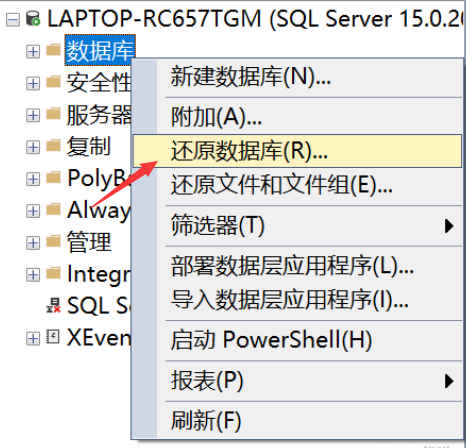 LAPTOP-RC657TGM (SQL Server 15.0.20
数据库
新建数据库(N)...
安全性
附加(A)...
服务器
还原数据库(R)...
复制
还原文件和文件组(E)...
PolyBa
Alway
筛选器(T)
管理
部署数据层应用程序(L)...
Integr
导入数据层应用程序(I)...
SQL S
启动 PowerShell(H)
XEven
报表(P)
刷新(F)